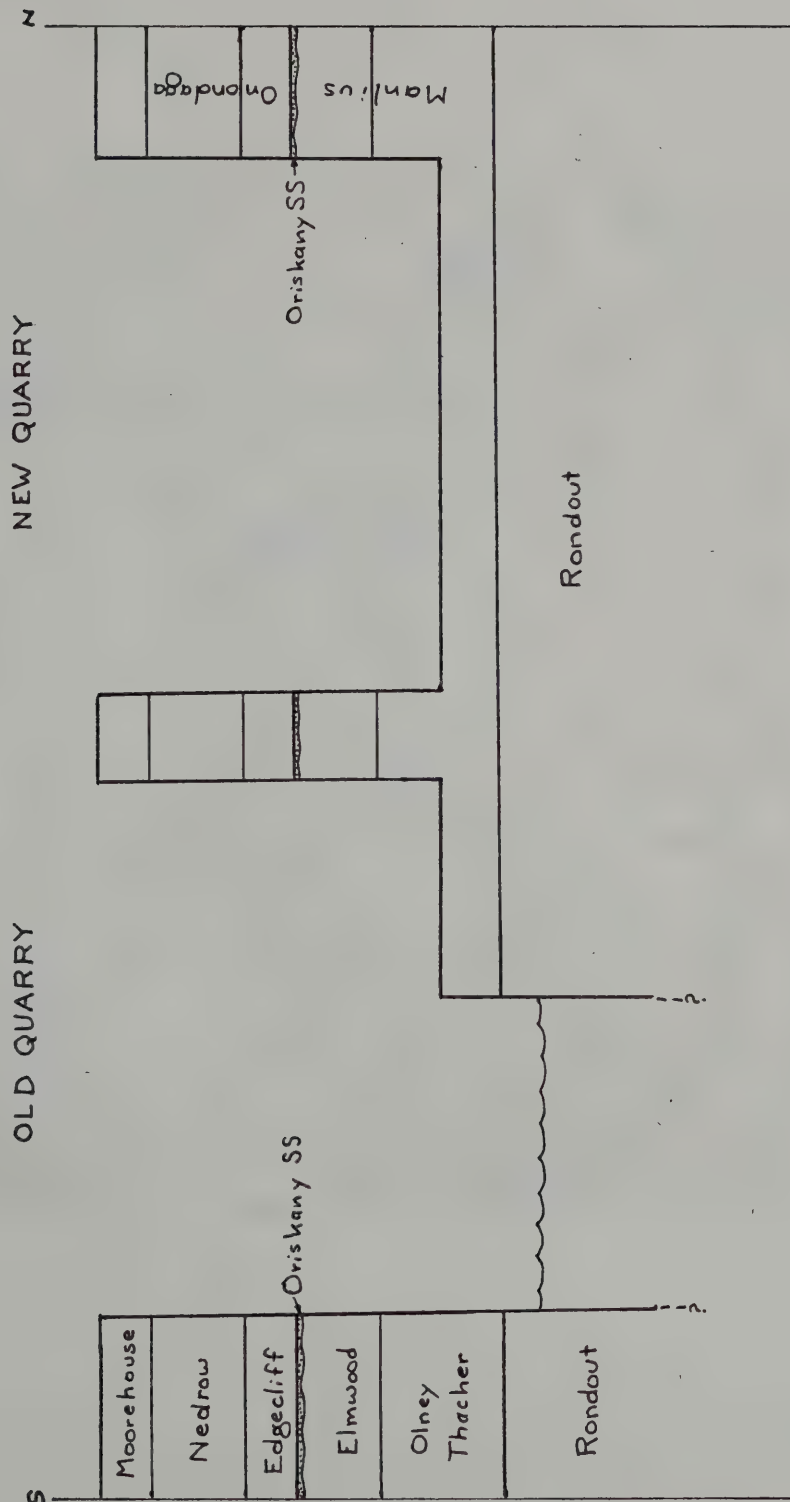 OLD QUARRY
NEW QUARRY
S
N
Moorehouse
Nedrow
Edgecliff
Oriskany SS
Elmwood
Olney
Thacher
Rondout
--?.
--?.
Rondout
Oriskany SS
Onondaga
Manlius